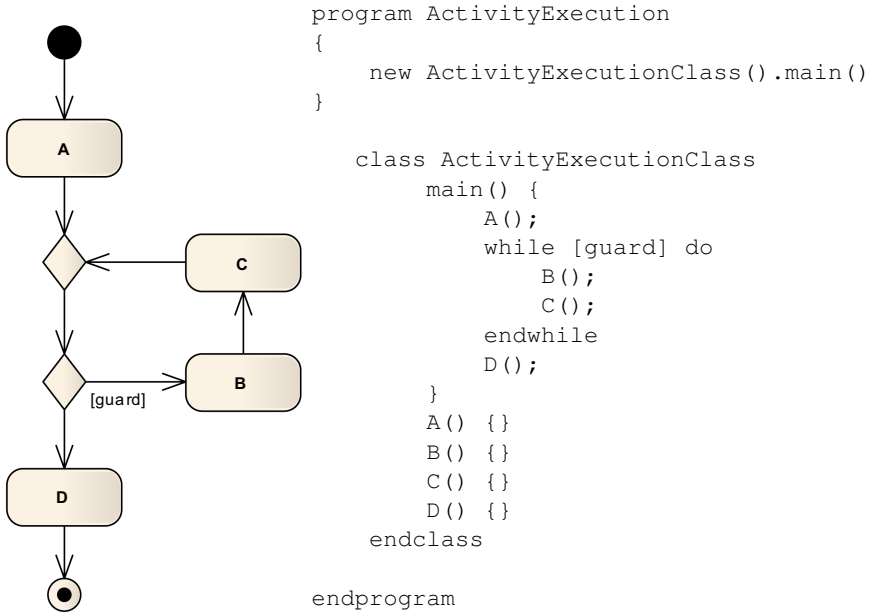 A
C
B
[guard]
D
program ActivityExecution
{
new ActivityExecutionClass().main()
}
class ActivityExecutionClass
main() {
A();
while [guard] do
B();
C();
endwhile
D();
}
A() {}
B() {}
C() {}
D() {}
endclass
endprogram